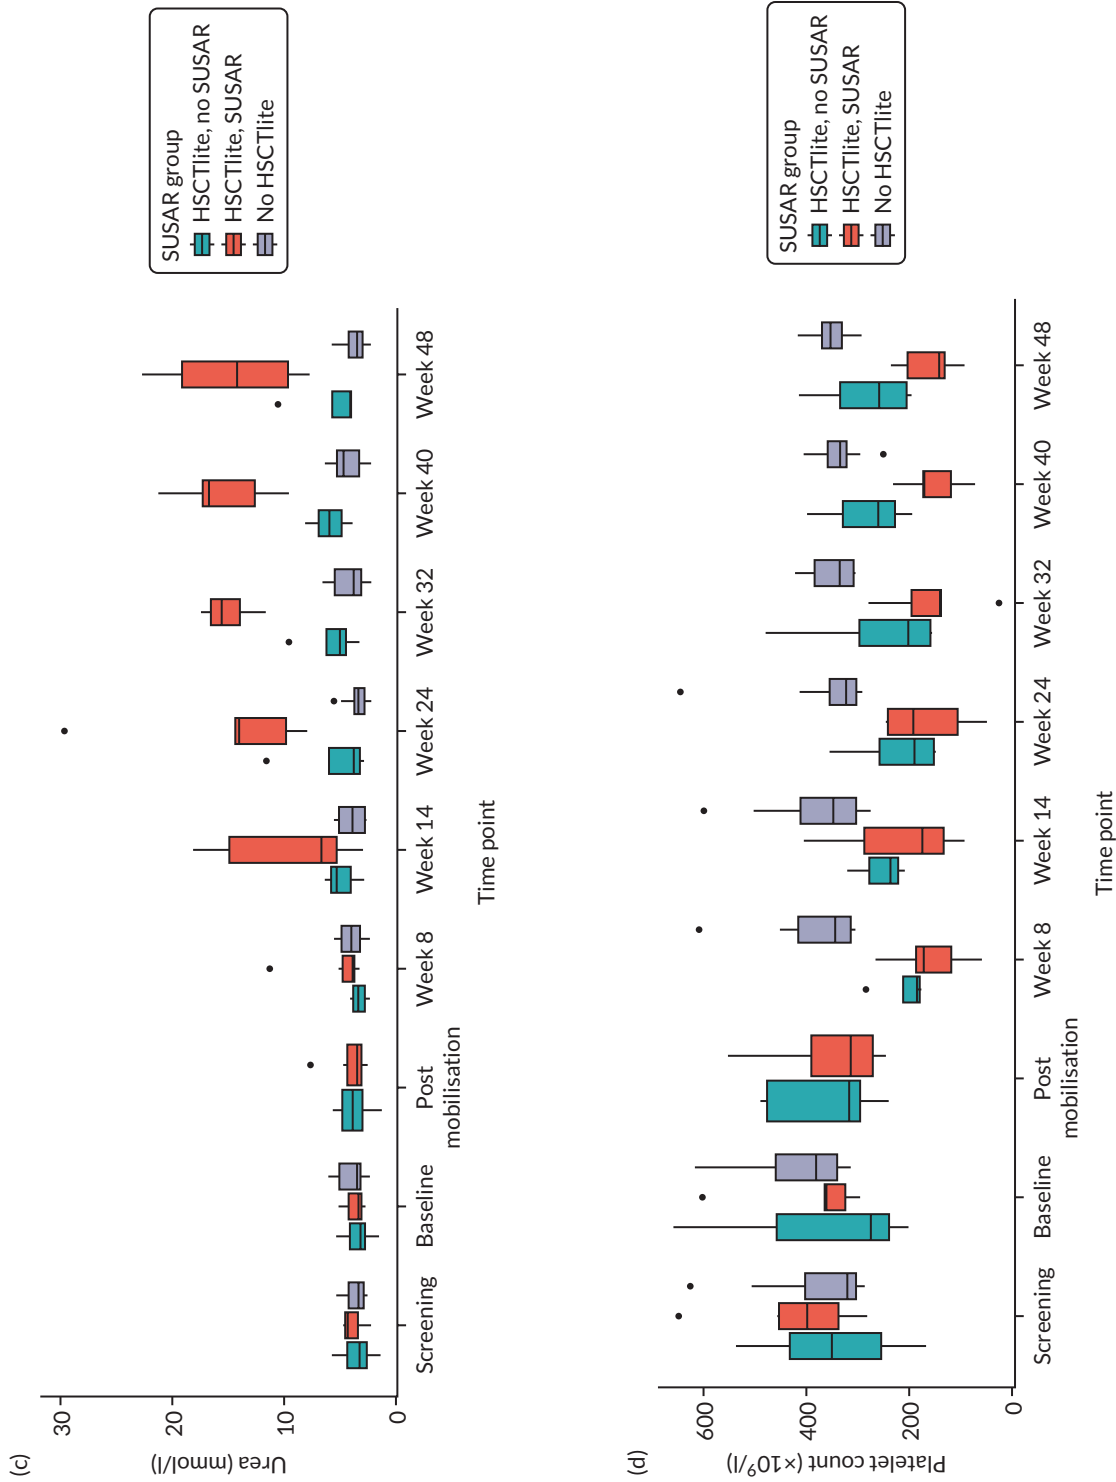 (c)
Urea (mmol/l)
30
20
10
0
Screening
Baseline
Post
mobilisation
Week 8
Week 14
Week 24
Week 32
Week 40
Week 48
Time point
SUSAR group
HSCTlite, no SUSAR
HSCTlite, SUSAR
No HSCTlite
(d)
Platelet count (×10⁹/l)
600
400
200
0
Screening
Baseline
Post
mobilisation
Week 8
Week 14
Week 24
Week 32
Week 40
Week 48
Time point
SUSAR group
HSCTlite, no SUSAR
HSCTlite, SUSAR
No HSCTlite